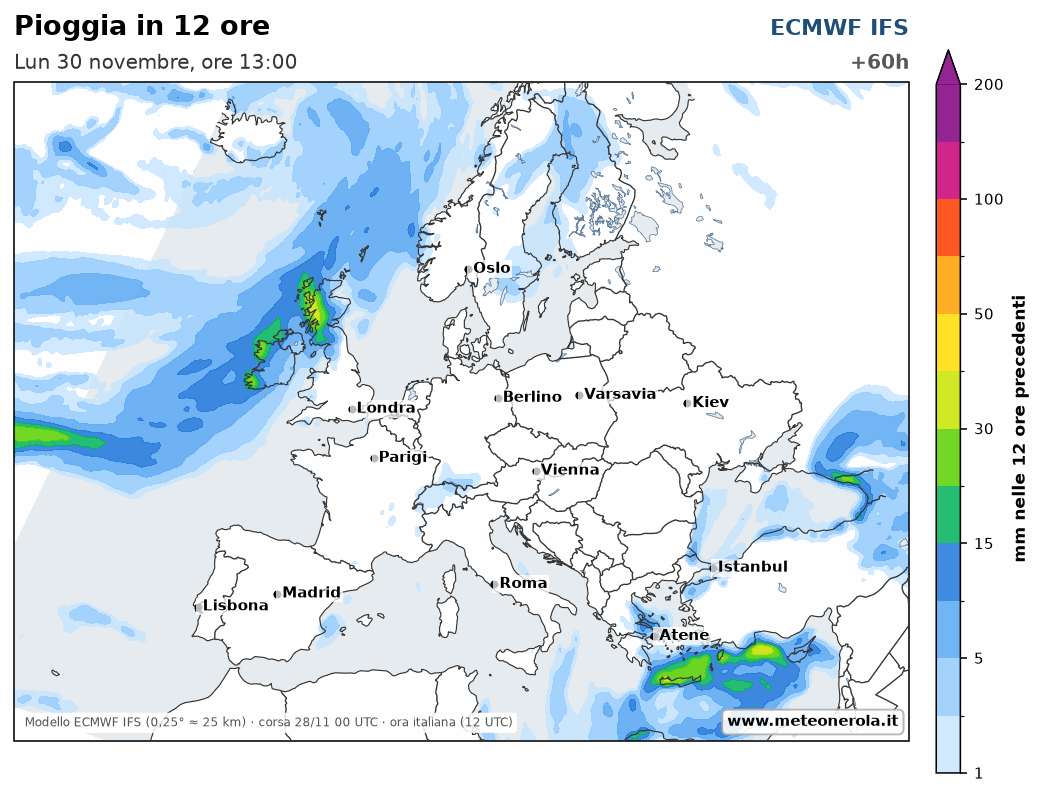 Pioggia in 12 ore
ECMWF IFS
Lun 30 novembre, ore 13:00
+60h
200
100
50
30
15
5
1
mm nelle 12 ore precedenti
Oslo
Londra
Berlino
Varsavia
Kiev
Parigi
Vienna
Istanbul
Roma
Madrid
Lisbona
Atene
Modello ECMWF IFS (0,25° ≈ 25 km) · corsa 28/11 00 UTC · ora italiana (12 UTC)
www.meteonerola.it